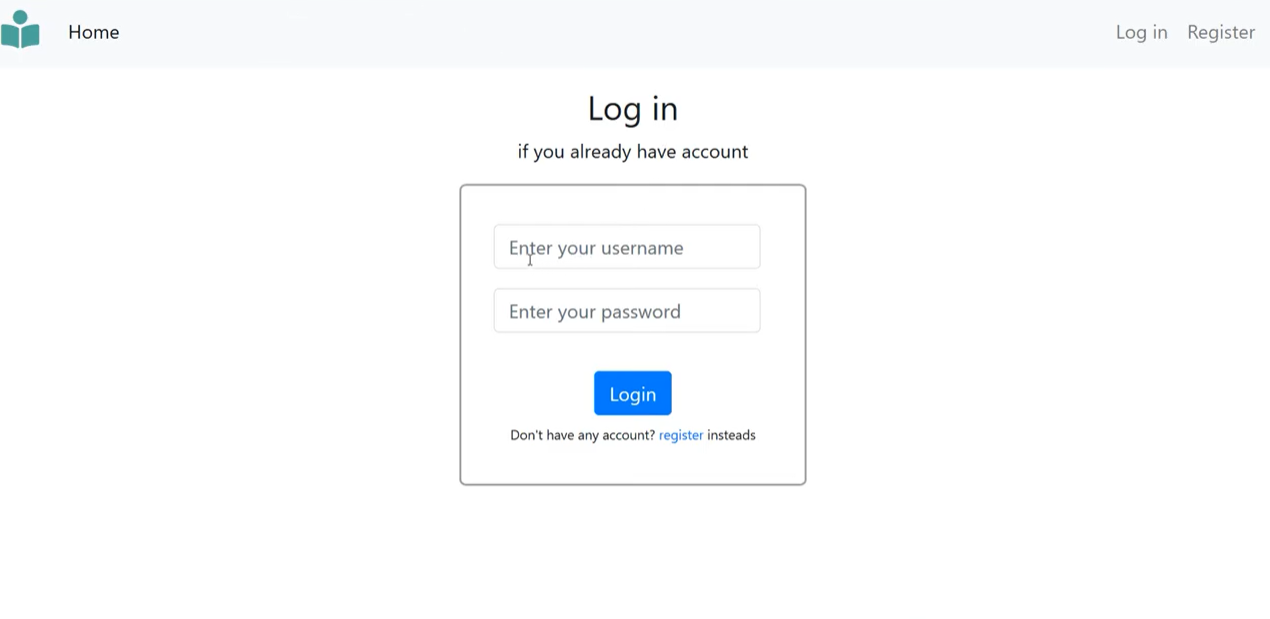 Home Log in Register
Log in
if you already have account
Enter your username
Enter your password
Login
Don't have any account? register insteads